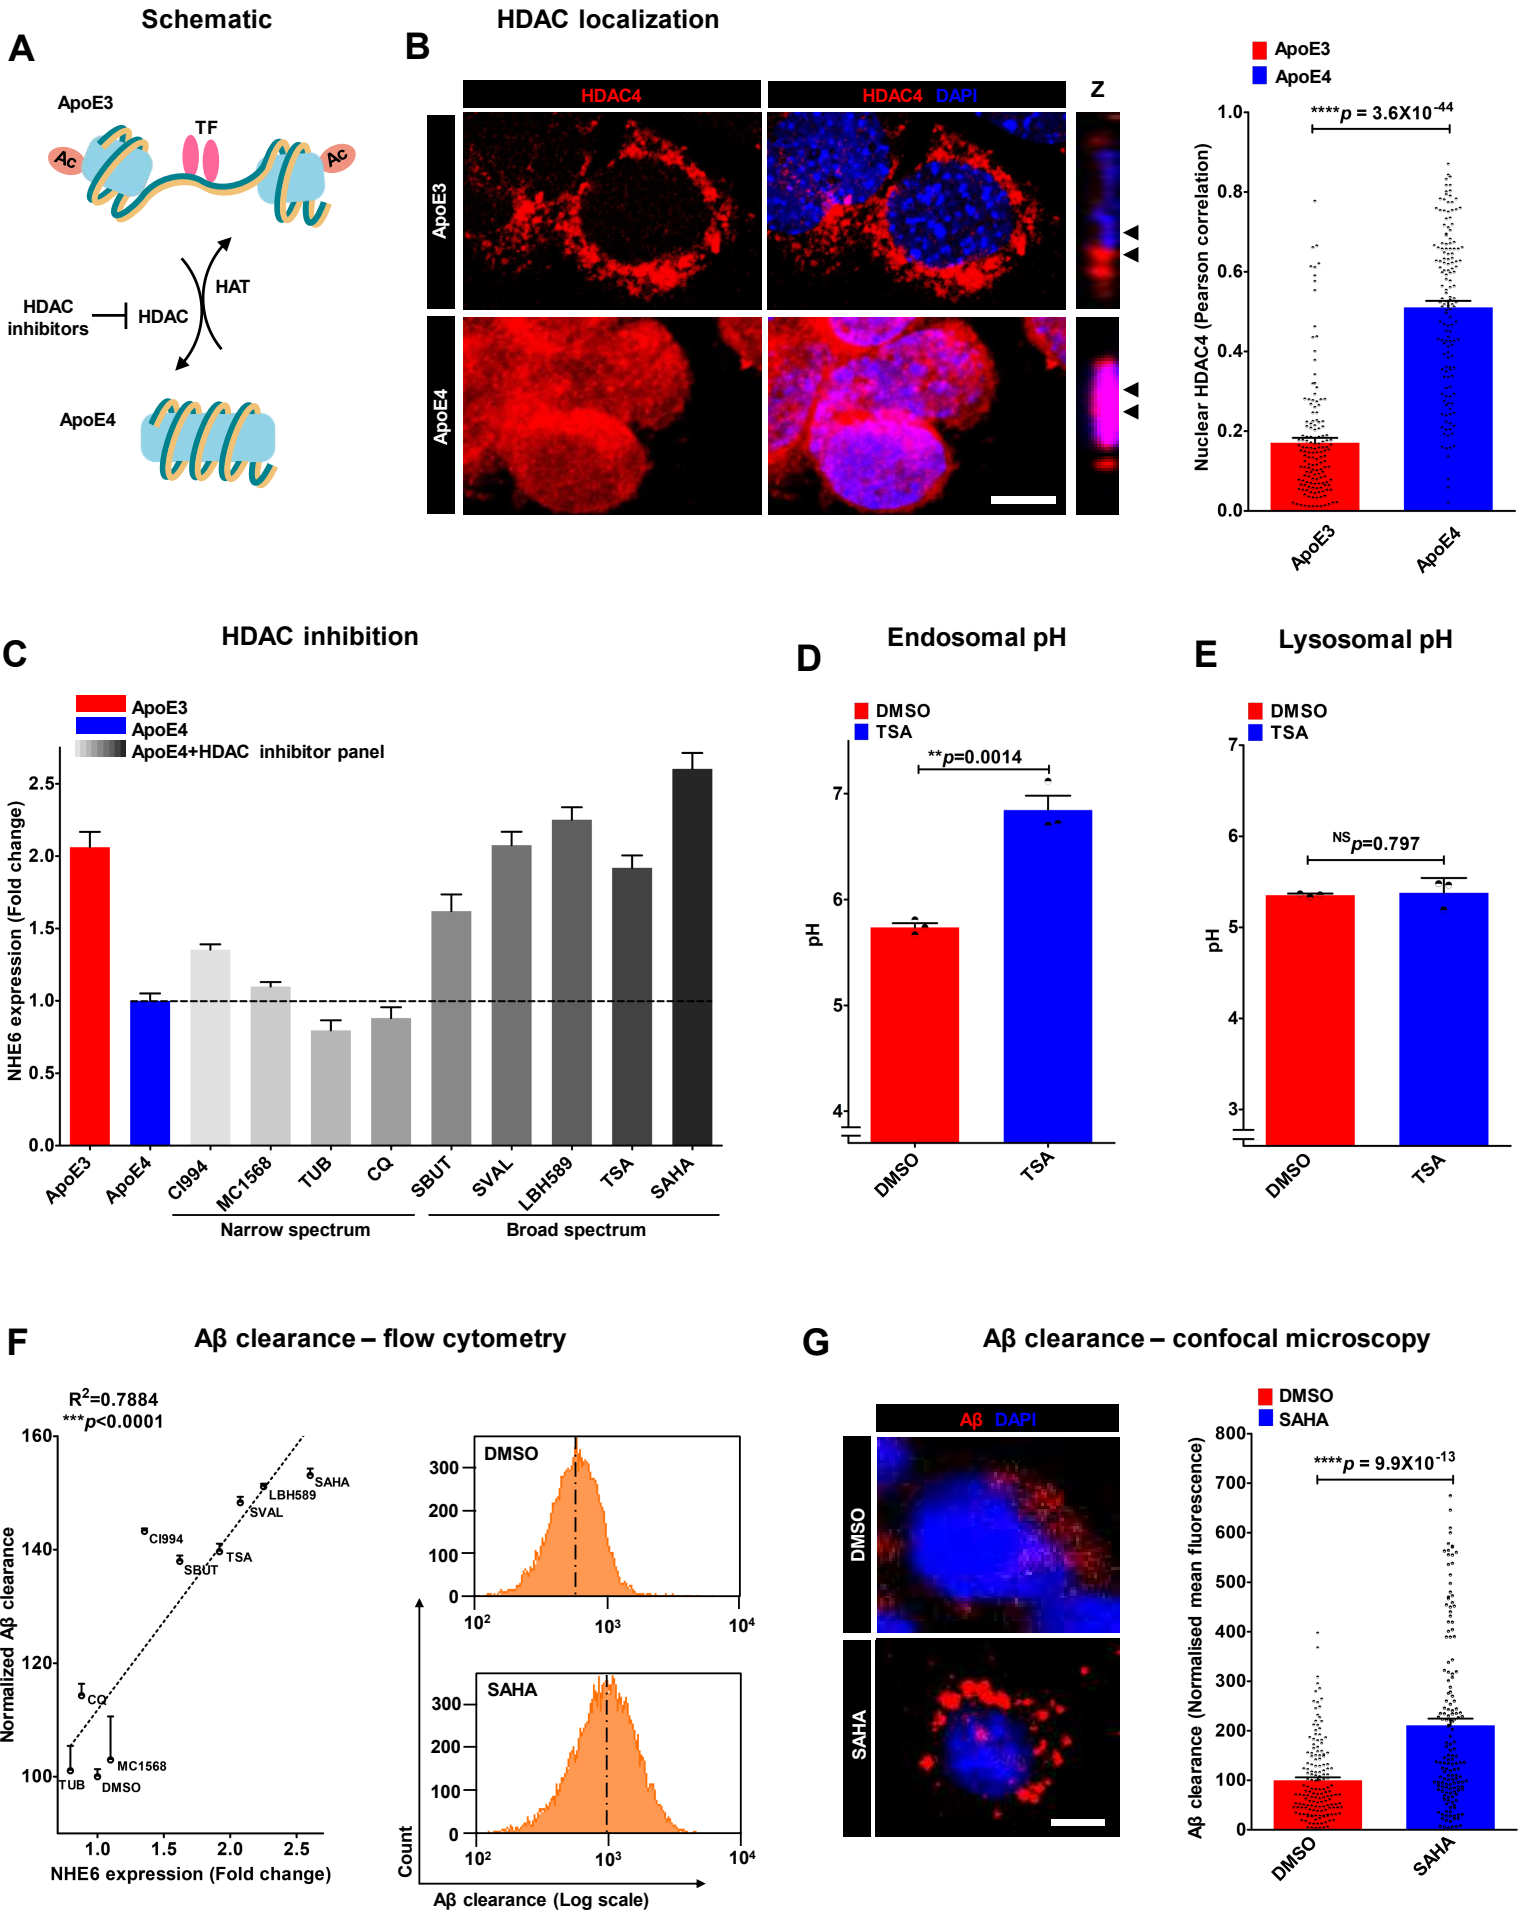 Schematic
A
ApoE3
TF
Ac
Ac
HAT
HDAC
inhibitors
HDAC
ApoE4
HDAC localization
B
HDAC4
HDAC4 DAPI
Z
ApoE3
ApoE4
ApoE3
ApoE4
****p = 3.6X10-44
Nuclear HDAC4 (Pearson correlation)
1.0
0.8
0.6
0.4
0.2
0.0
ApoE3
ApoE4
HDAC inhibition
C
ApoE3
ApoE4
ApoE4+HDAC inhibitor panel
NHE6 expression (Fold change)
2.5
2.0
1.5
1.0
0.5
0.0
ApoE3
ApoE4
CI994
MC1568
TUB
CQ
SBUT
SVAL
LBH589
TSA
SAHA
Narrow spectrum
Broad spectrum
Endosomal pH
D
DMSO
TSA
**p=0.0014
pH
7
6
5
4
DMSO
TSA
Lysosomal pH
E
DMSO
TSA
NSp=0.797
pH
7
6
5
4
3
DMSO
TSA
F
Aβ clearance – flow cytometry
R2=0.7884
***p<0.0001
Normalized Aβ clearance
160
140
120
100
SAHA
LBH589
SVAL
CI994
TSA
SBUT
CQ
MC1568
TUB
DMSO
1.0
1.5
2.0
2.5
NHE6 expression (Fold change)
DMSO
300
200
100
0
102
103
104
SAHA
300
200
100
0
102
103
104
Count
Aβ clearance (Log scale)
G
Aβ clearance – confocal microscopy
Aβ DAPI
DMSO
SAHA
DMSO
SAHA
****p = 9.9X10-13
Aβ clearance (Normalised mean fluorescence)
800
700
600
500
400
300
200
100
0
DMSO
SAHA